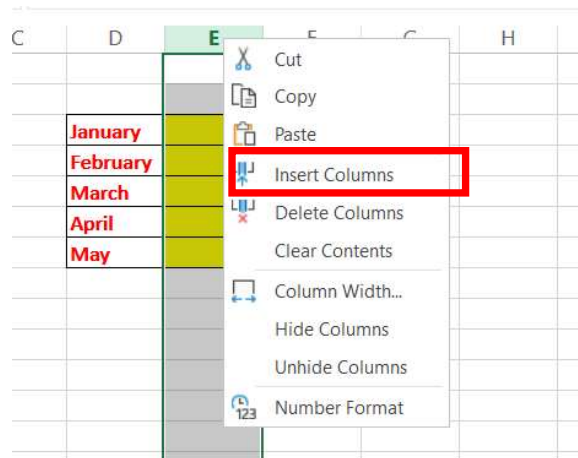 C D E F G H
Cut
Copy
January
Paste
February
Insert Columns
March
Delete Columns
April
May
Clear Contents
Column Width...
Hide Columns
Unhide Columns
123 Number Format